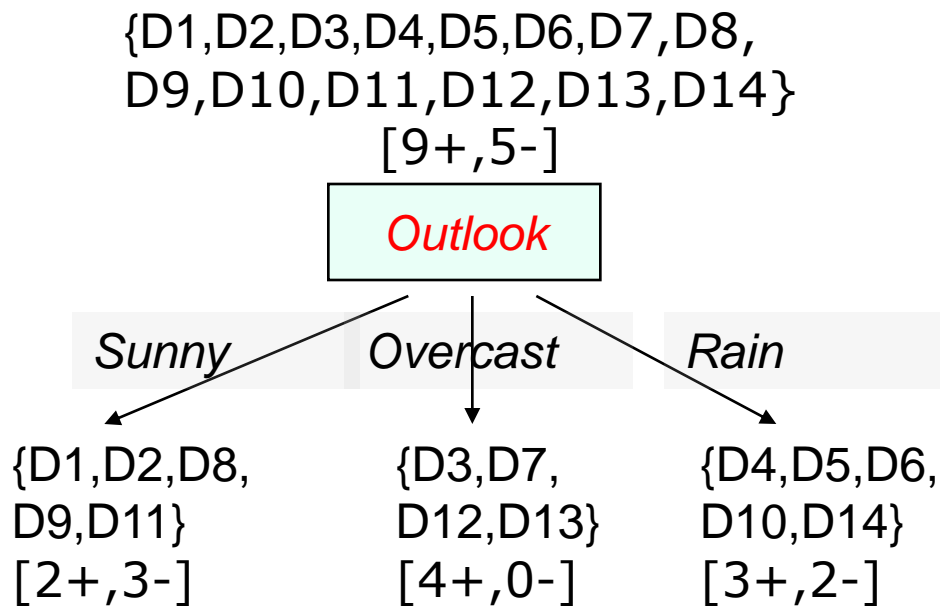 {D1,D2,D3,D4,D5,D6,D7,D8,
D9,D10,D11,D12,D13,D14}
[9+,5-]
Outlook
Sunny
Overcast
Rain
{D1,D2,D8,
D9,D11}
[2+,3-]
{D3,D7,
D12,D13}
[4+,0-]
{D4,D5,D6,
D10,D14}
[3+,2-]